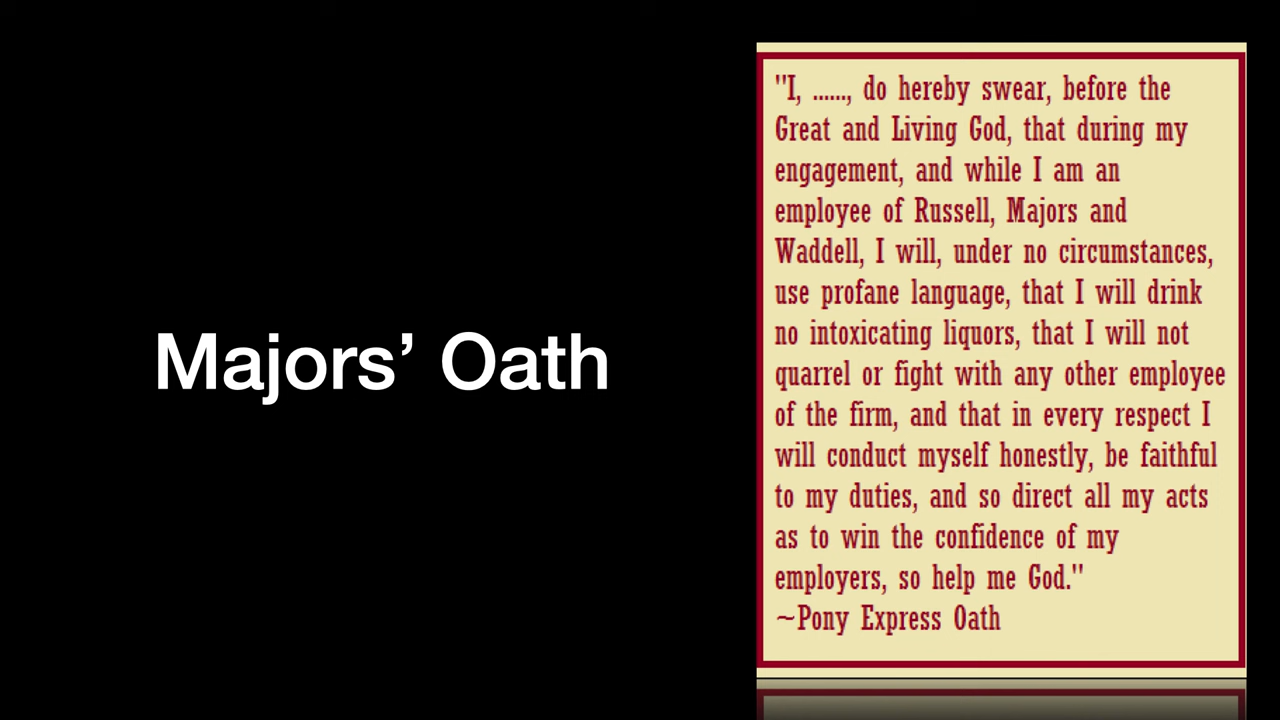 Majors’ Oath
"I, ......, do hereby swear, before the
Great and Living God, that during my
engagement, and while I am an
employee of Russell, Majors and
Waddell, I will, under no circumstances,
use profane language, that I will drink
no intoxicating liquors, that I will not
quarrel or fight with any other employee
of the firm, and that in every respect I
will conduct myself honestly, be faithful
to my duties, and so direct all my acts
as to win the confidence of my
employers, so help me God."
~Pony Express Oath